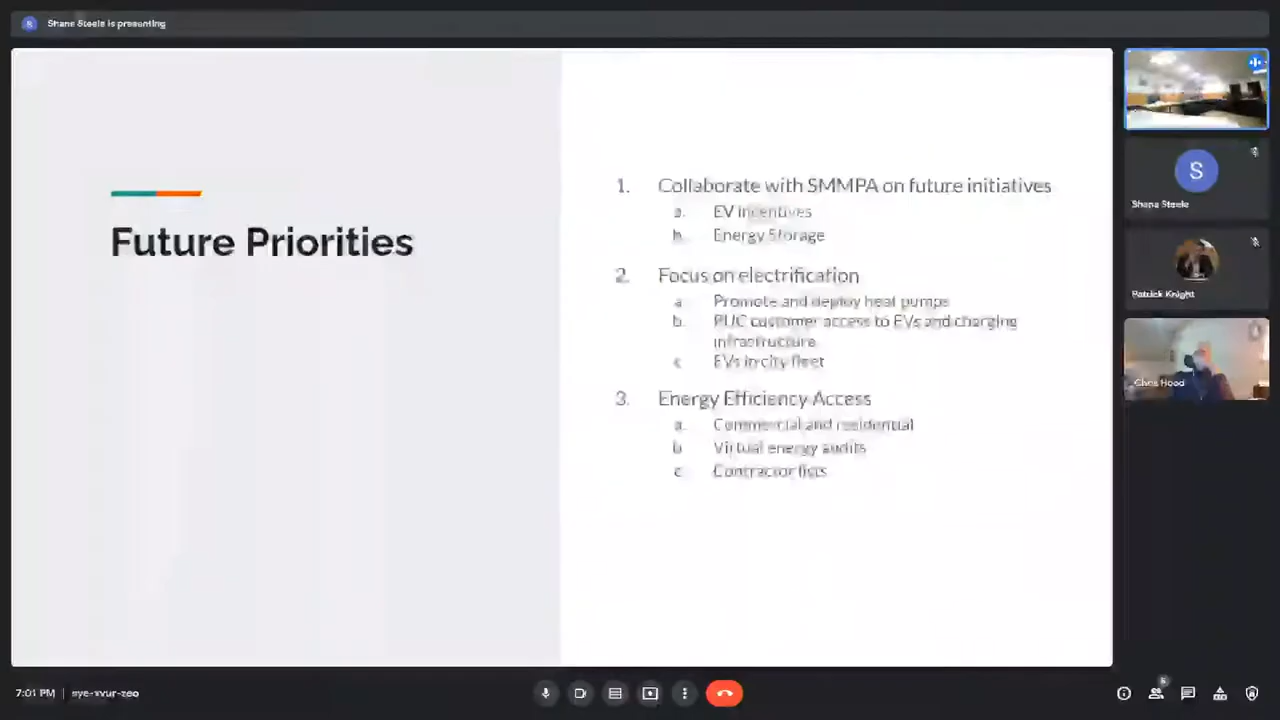 S Shane Steele is presenting
Future Priorities
1. Collaborate with SMMPA on future initiatives
a. EV incentives
b. Energy Storage
2. Focus on electrification
a. Promote and deploy heat pumps
b. PUC customer access to EVs and charging
infrastructure
c. EVs in city fleet
3. Energy Efficiency Access
a. Commercial and residential
b. Virtual energy audits
c. Contractor lists
S
Shane Steele
Patrick Knight
Chris Hood
7:01 PM |